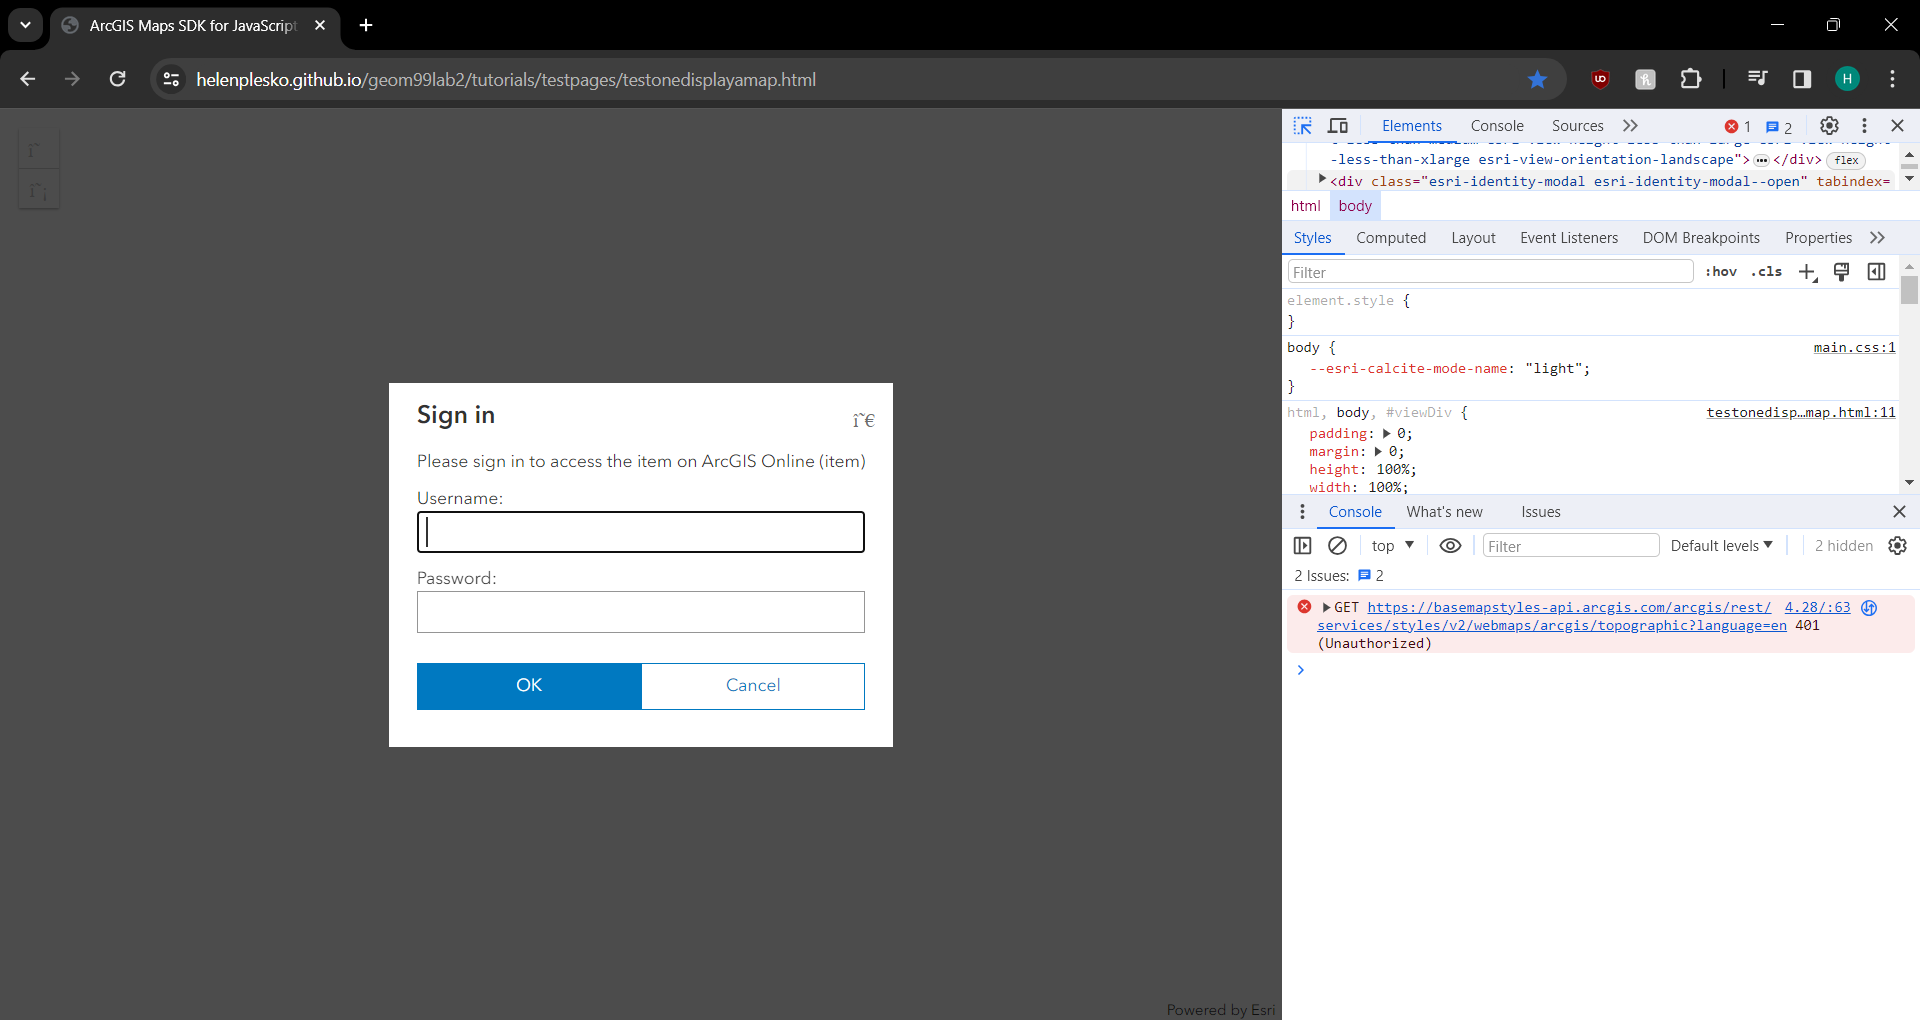 ArcGIS Maps SDK for JavaScript
helenplesko.github.io/geom99lab2/tutorials/testpages/testonedisplayamap.html
H
Sign in
î˜€
Please sign in to access the item on ArcGIS Online (item)
Username:
Password:
OK Cancel
Powered by Esri
Elements Console Sources 1 2
-less-than-xlarge esri-view-orientation-landscape"> </div> flex
<div class="esri-identity-modal esri-identity-modal--open" tabindex=
html body
Styles Computed Layout Event Listeners DOM Breakpoints Properties
Filter :hov .cls
element.style {
}
body { main.css:1
--esri-calcite-mode-name: "light";
}
html, body, #viewDiv { testonedisp…map.html:11
padding: 0;
margin: 0;
height: 100%;
width: 100%;
Console What's new Issues
top Filter Default levels 2 hidden
2 Issues: 2
GET https://basemapstyles-api.arcgis.com/arcgis/rest/ 4.28/:63
services/styles/v2/webmaps/arcgis/topographic?language=en 401
(Unauthorized)